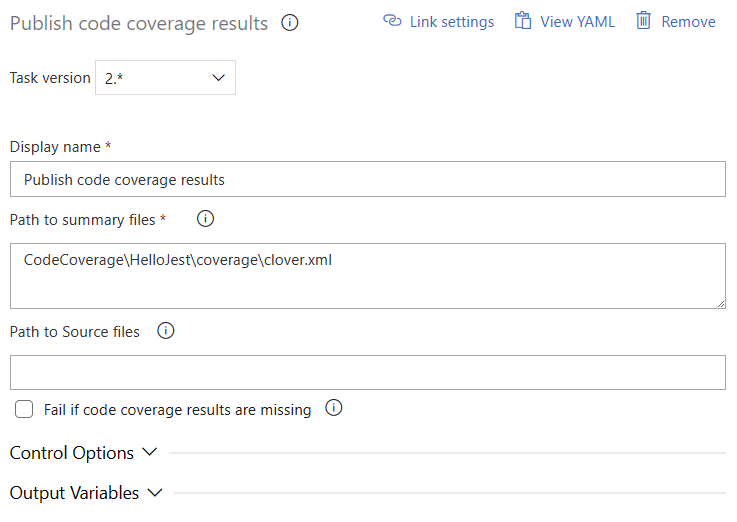 Publish code coverage results
Link settings
View YAML
Remove
Task version
2.*
Display name *
Publish code coverage results
Path to summary files *
CodeCoverage\HelloJest\coverage\clover.xml
Path to Source files
Fail if code coverage results are missing
Control Options
Output Variables